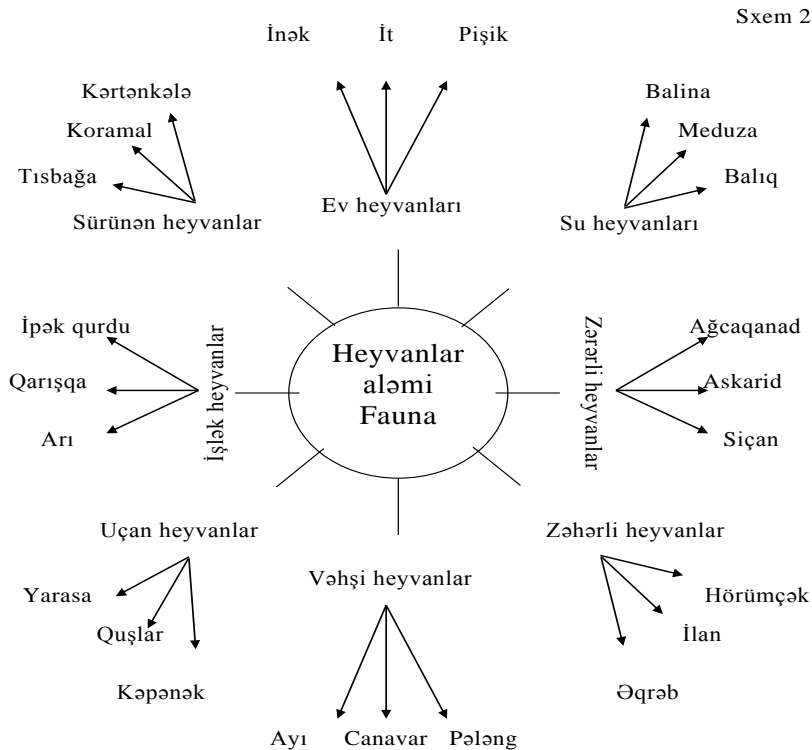 Sxem 2
İnək İt Pişik
Kərtənkələ
Koramal
Tısbağa
Sürünən heyvanlar
Ev heyvanları
Balina
Meduza
Balıq
Su heyvanları
İpək qurdu
Qarışqa
Arı
İşlək heyvanlar
Heyvanlar
aləmi
Fauna
Zərərli heyvanlar
Ağcaqanad
Askarid
Siçan
Uçan heyvanlar
Yarasa
Quşlar
Kəpənək
Vəhşi heyvanlar
Ayı Canavar Pələng
Zəhərli heyvanlar
Hörümçək
İlan
Əqrəb